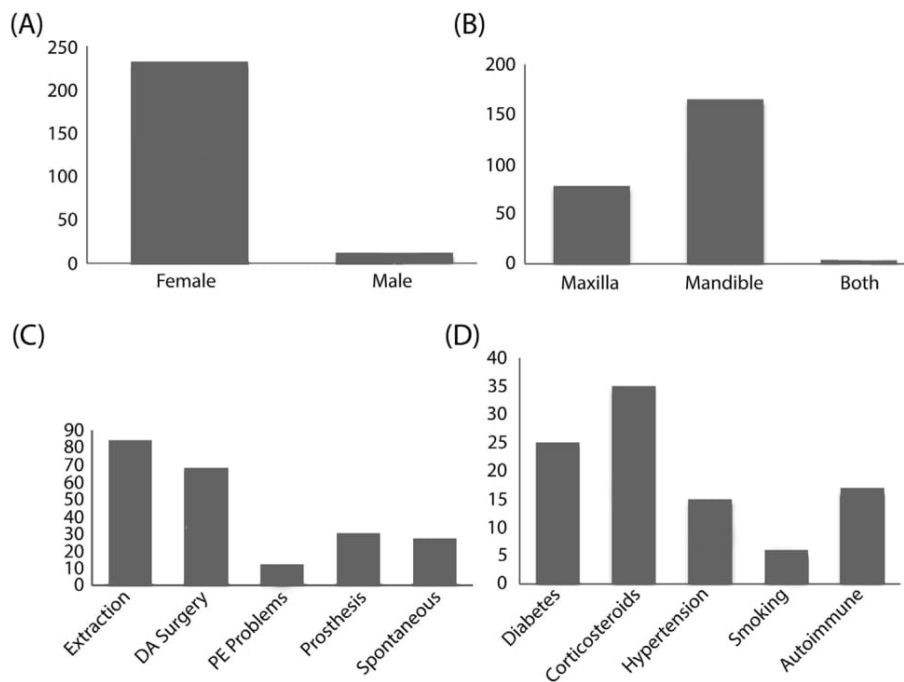 (A)
250
200
150
100
50
0
Female Male
(B)
200
150
100
50
0
Maxilla Mandible Both
(C)
90
80
70
60
50
40
30
20
10
0
Extraction
DA Surgery
PE Problems
Prosthesis
Spontaneous
(D)
40
35
30
25
20
15
10
5
0
Diabetes
Corticosteroids
Hypertension
Smoking
Autoimmune